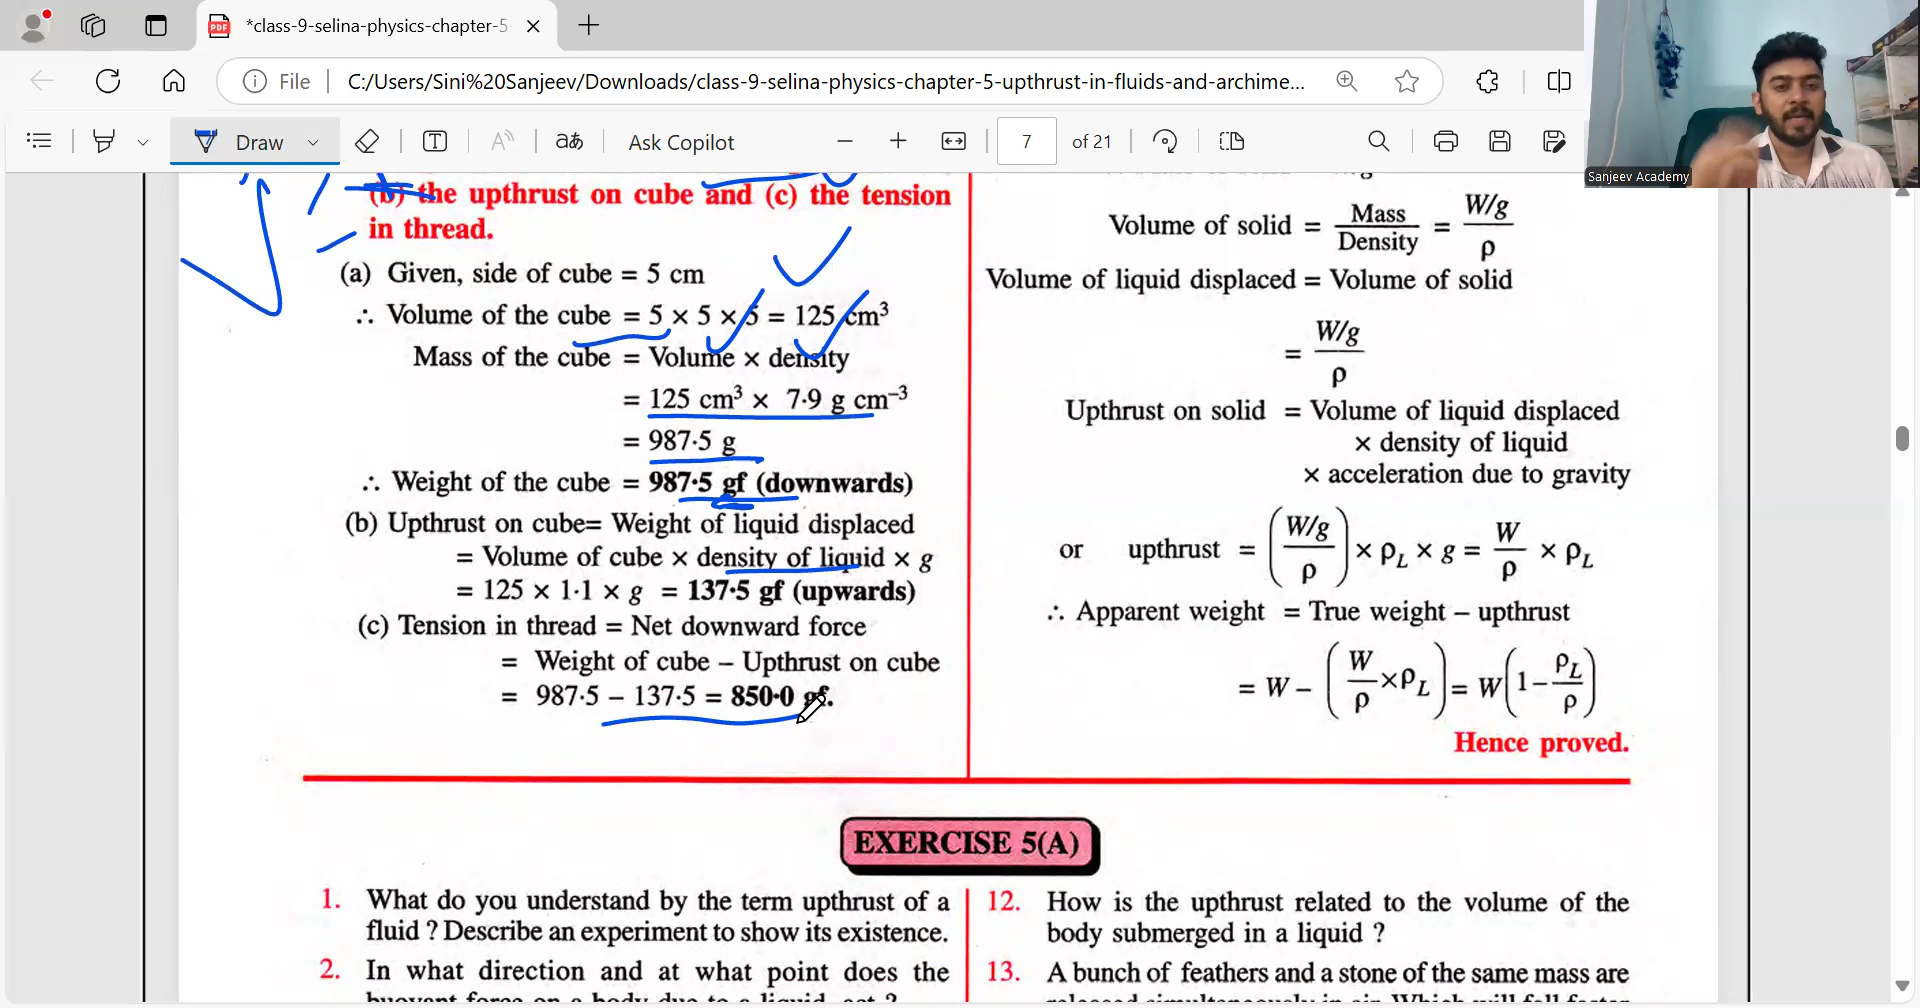 *class-9-selina-physics-chapter-5
File
C:/Users/Sini%20Sanjeev/Downloads/class-9-selina-physics-chapter-5-upthrust-in-fluids-and-archime...
Draw
Ask Copilot
7 of 21
Sanjeev Academy
(b) the upthrust on cube and (c) the tension
in thread.
(a) Given, side of cube = 5 cm
∴ Volume of the cube = 5 × 5 × 5 = 125 cm³
Mass of the cube = Volume × density
= 125 cm³ × 7·9 g cm⁻³
= 987·5 g
∴ Weight of the cube = 987·5 gf (downwards)
(b) Upthrust on cube= Weight of liquid displaced
= Volume of cube × density of liquid × g
= 125 × 1·1 × g = 137·5 gf (upwards)
(c) Tension in thread = Net downward force
= Weight of cube – Upthrust on cube
= 987·5 – 137·5 = 850·0 gf.
Volume of solid = Mass/Density = (W/g)/ρ
Volume of liquid displaced = Volume of solid
= (W/g)/ρ
Upthrust on solid = Volume of liquid displaced
× density of liquid
× acceleration due to gravity
or upthrust = ((W/g)/ρ) × ρL × g = W/ρ × ρL
∴ Apparent weight = True weight – upthrust
= W – (W/ρ × ρL) = W(1 – ρL/ρ)
Hence proved.
EXERCISE 5(A)
1. What do you understand by the term upthrust of a
fluid ? Describe an experiment to show its existence.
2. In what direction and at what point does the
12. How is the upthrust related to the volume of the
body submerged in a liquid ?
13. A bunch of feathers and a stone of the same mass are